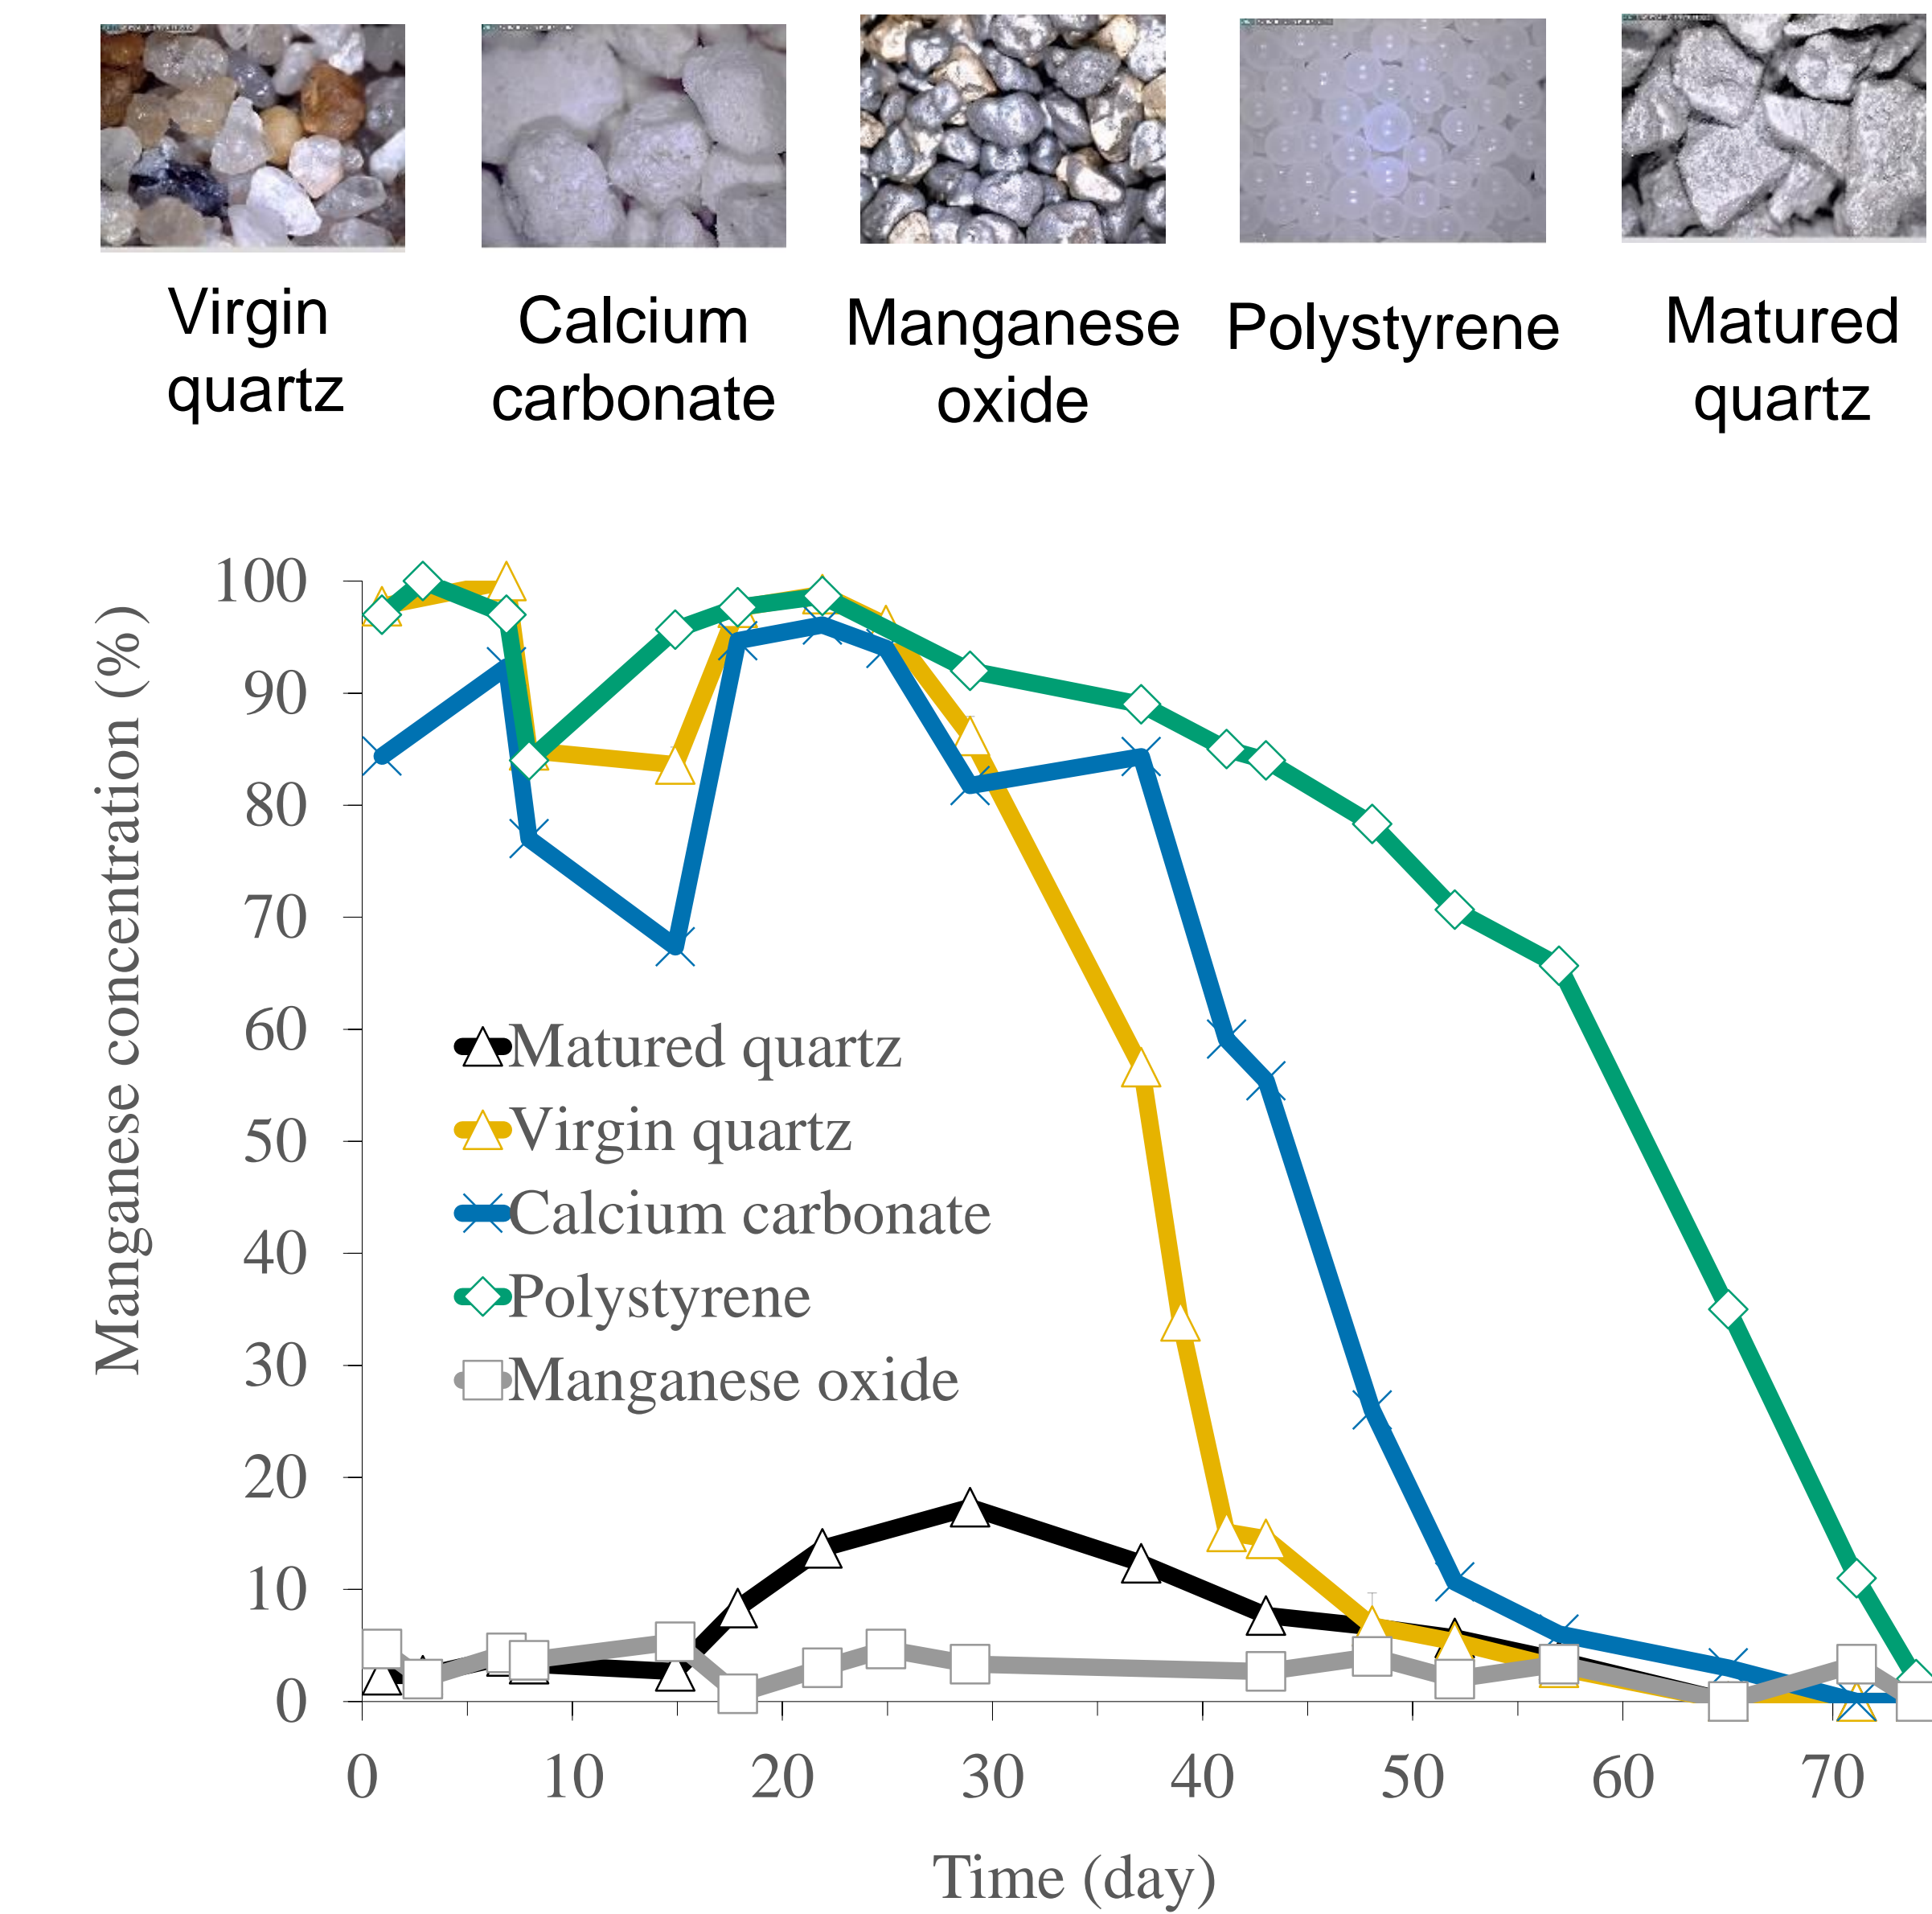 Virgin
quartz
Calcium
carbonate
Manganese
oxide
Polystyrene
Matured
quartz
Manganese concentration (%)
100
90
80
70
60
50
40
30
20
10
0
Matured quartz
Virgin quartz
Calcium carbonate
Polystyrene
Manganese oxide
0 10 20 30 40 50 60 70
Time (day)